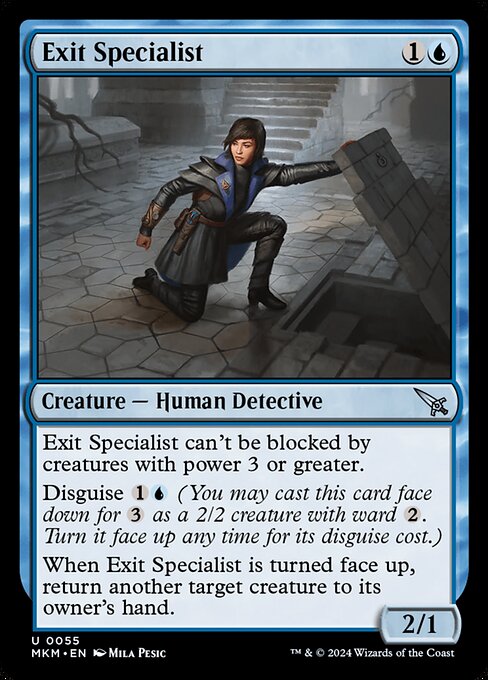 Exit Specialist 1
Creature — Human Detective
Exit Specialist can't be blocked by
creatures with power 3 or greater.
Disguise 1 (You may cast this card face
down for 3 as a 2/2 creature with ward 2.
Turn it face up any time for its disguise cost.)
When Exit Specialist is turned face up,
return another target creature to its
owner's hand.
2/1
U 0055
MKM • EN Mila Pesic
™ & © 2024 Wizards of the Coast